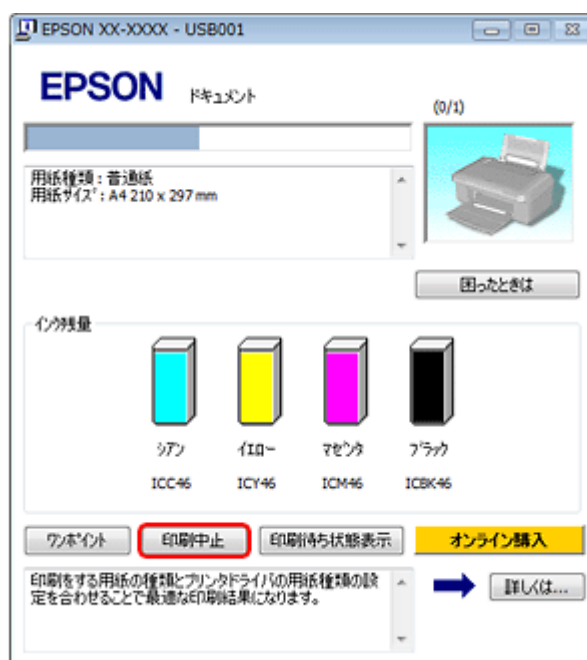 EPSON XX-XXXX - USB001
EPSON ドキュメント
(0/1)
用紙種類 : 普通紙
用紙サイズ : A4 210 x 297 mm
困ったときは
インク残量
シアン イエロー マゼンタ ブラック
ICC46 ICY46 ICM46 ICBK46
ワンポイント 印刷中止 印刷待ち状態表示 オンライン購入
印刷をする用紙の種類とプリンタドライバの用紙種類の設
定を合わせることで最適な印刷結果になります。
詳しくは...